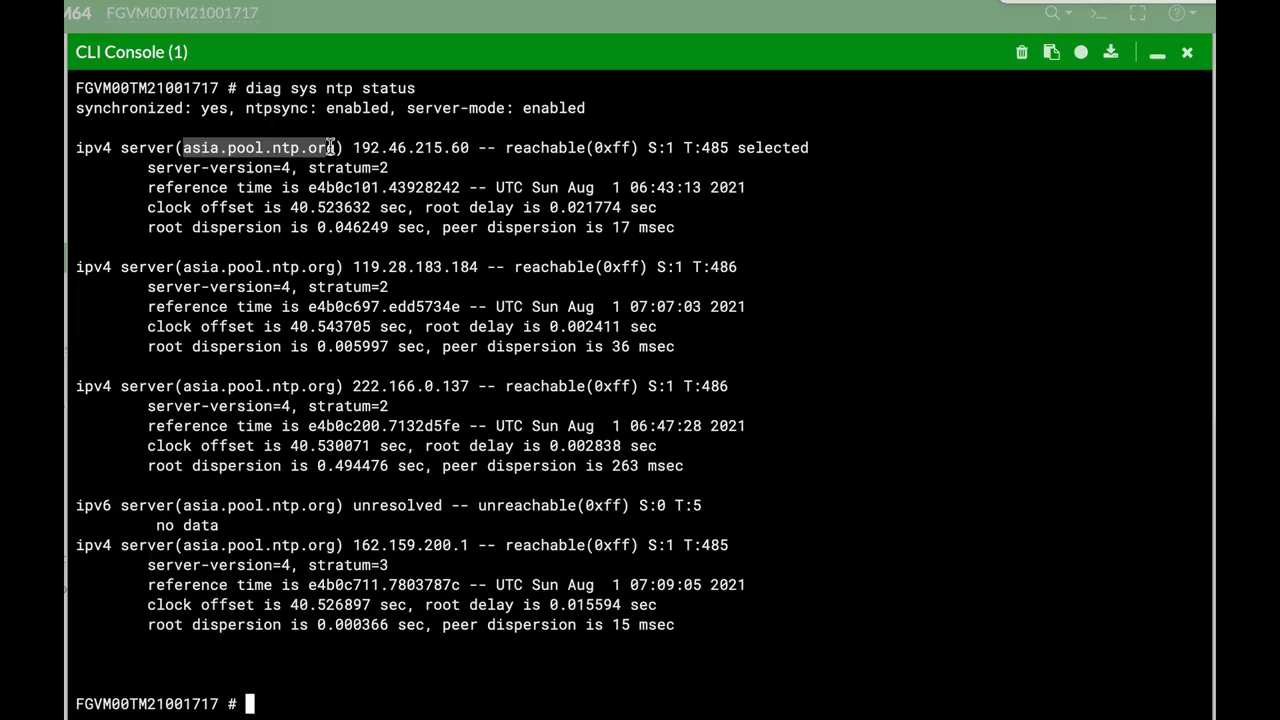 M64 FGVM00TM21001717
CLI Console (1)
FGVM00TM21001717 # diag sys ntp status
synchronized: yes, ntpsync: enabled, server-mode: enabled
ipv4 server(asia.pool.ntp.org) 192.46.215.60 -- reachable(0xff) S:1 T:485 selected
server-version=4, stratum=2
reference time is e4b0c101.43928242 -- UTC Sun Aug  1 06:43:13 2021
clock offset is 40.523632 sec, root delay is 0.021774 sec
root dispersion is 0.046249 sec, peer dispersion is 17 msec
ipv4 server(asia.pool.ntp.org) 119.28.183.184 -- reachable(0xff) S:1 T:486
server-version=4, stratum=2
reference time is e4b0c697.edd5734e -- UTC Sun Aug  1 07:07:03 2021
clock offset is 40.543705 sec, root delay is 0.002411 sec
root dispersion is 0.005997 sec, peer dispersion is 36 msec
ipv4 server(asia.pool.ntp.org) 222.166.0.137 -- reachable(0xff) S:1 T:486
server-version=4, stratum=2
reference time is e4b0c200.7132d5fe -- UTC Sun Aug  1 06:47:28 2021
clock offset is 40.530071 sec, root delay is 0.002838 sec
root dispersion is 0.494476 sec, peer dispersion is 263 msec
ipv6 server(asia.pool.ntp.org) unresolved -- unreachable(0xff) S:0 T:5
no data
ipv4 server(asia.pool.ntp.org) 162.159.200.1 -- reachable(0xff) S:1 T:485
server-version=4, stratum=3
reference time is e4b0c711.7803787c -- UTC Sun Aug  1 07:09:05 2021
clock offset is 40.526897 sec, root delay is 0.015594 sec
root dispersion is 0.000366 sec, peer dispersion is 15 msec
FGVM00TM21001717 #